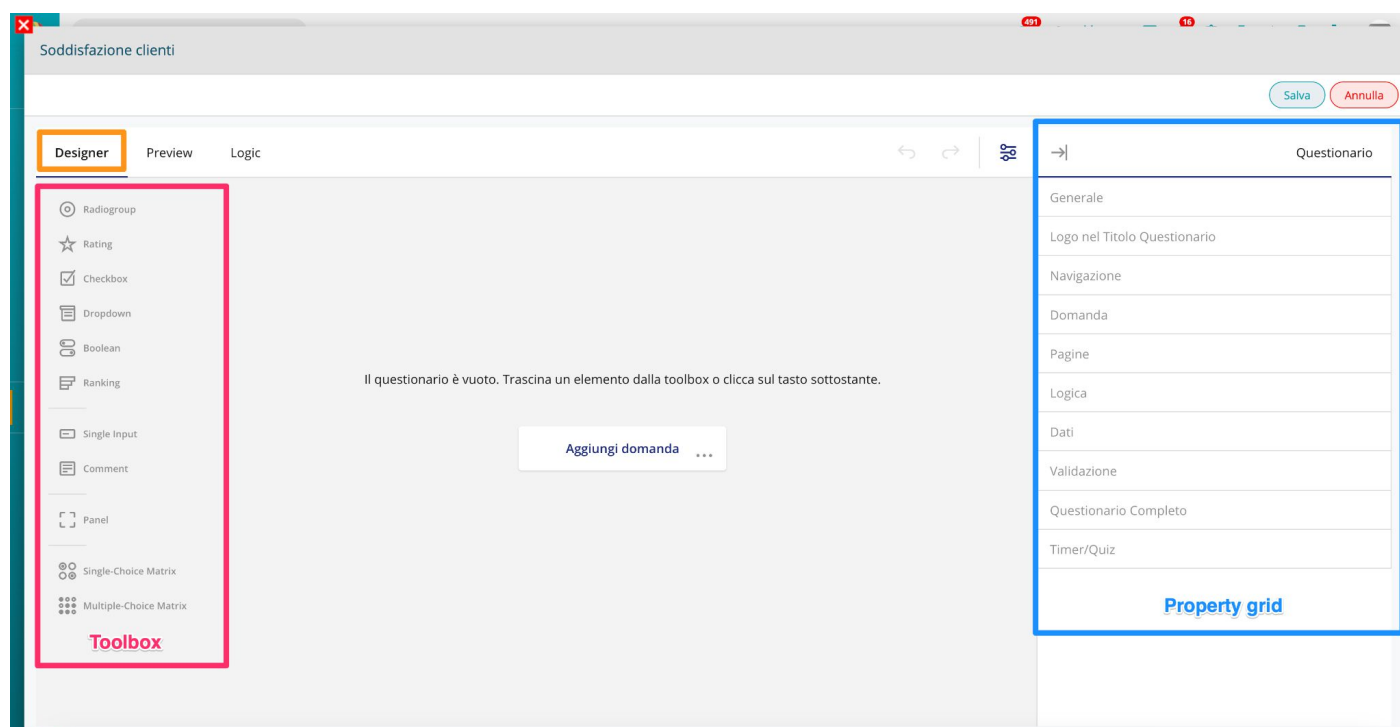 491
16
Soddisfazione clienti
Salva
Annulla
Designer
Preview
Logic
Questionario
Radiogroup
Rating
Checkbox
Dropdown
Boolean
Ranking
Single Input
Comment
Panel
Single-Choice Matrix
Multiple-Choice Matrix
Toolbox
Il questionario è vuoto. Trascina un elemento dalla toolbox o clicca sul tasto sottostante.
Aggiungi domanda ...
Generale
Logo nel Titolo Questionario
Navigazione
Domanda
Pagine
Logica
Dati
Validazione
Questionario Completo
Timer/Quiz
Property grid